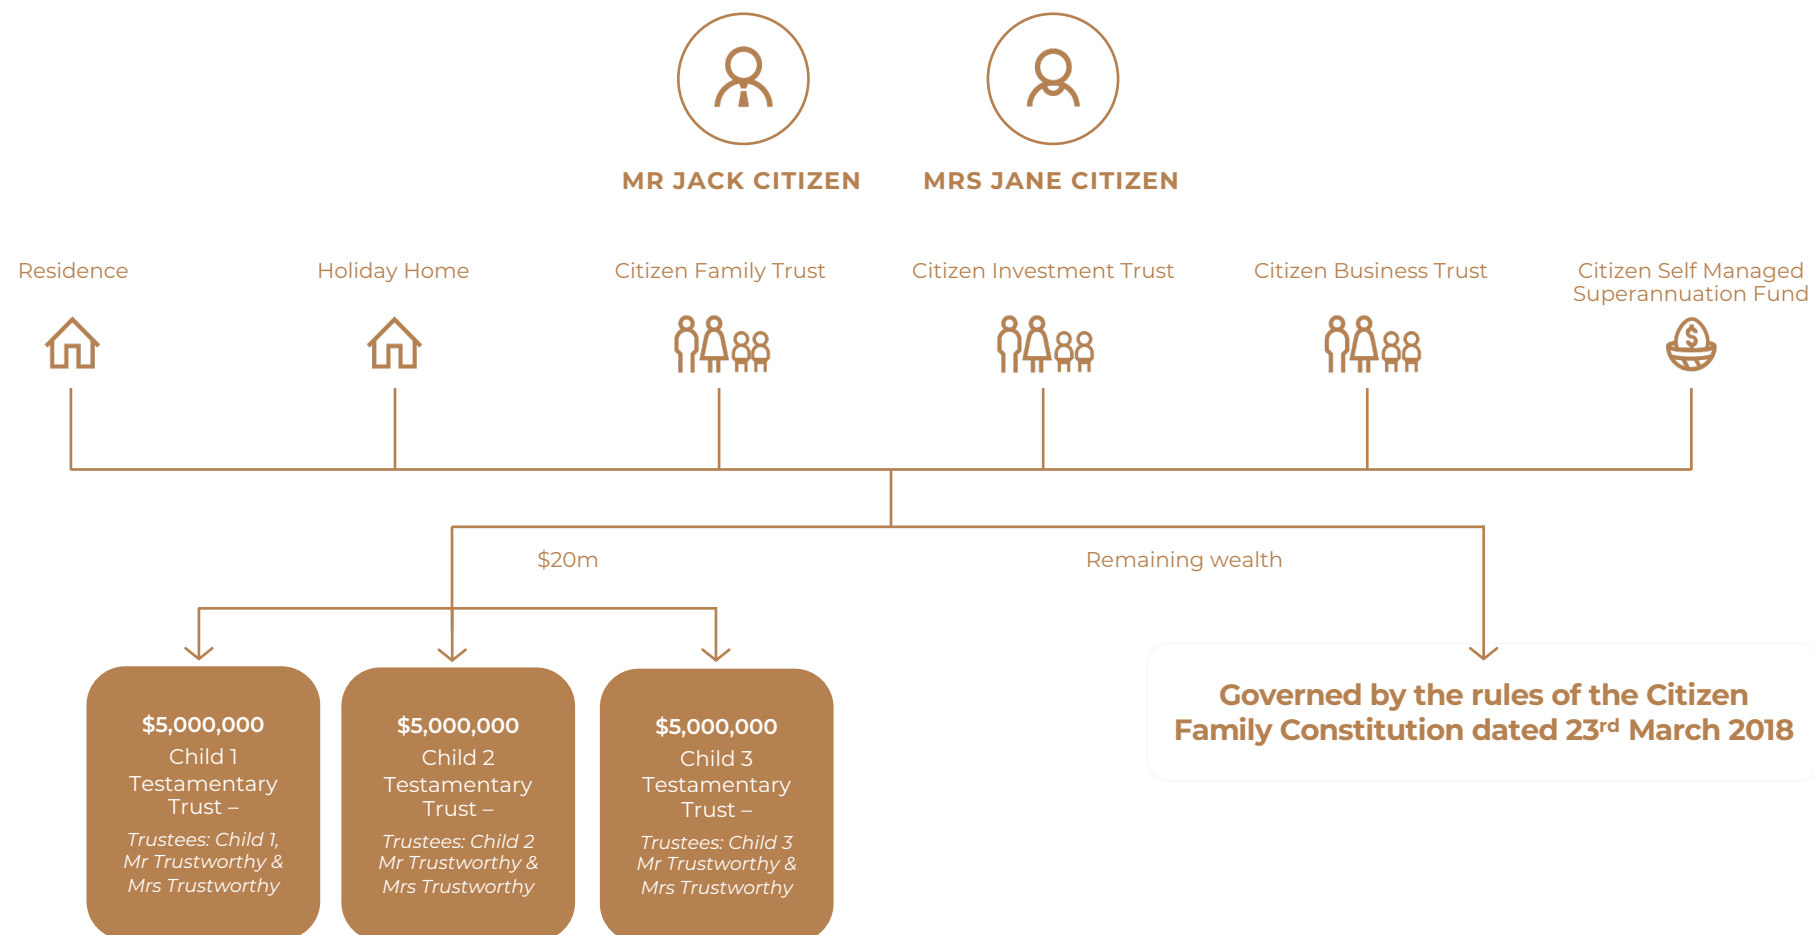 MR JACK CITIZEN
MRS JANE CITIZEN
Residence
Holiday Home
Citizen Family Trust
Citizen Investment Trust
Citizen Business Trust
Citizen Self Managed
Superannuation Fund
$
$20m
Remaining wealth
$5,000,000
Child 1
Testamentary
Trust –
Trustees: Child 1,
Mr Trustworthy &
Mrs Trustworthy
$5,000,000
Child 2
Testamentary
Trust –
Trustees: Child 2
Mr Trustworthy &
Mrs Trustworthy
$5,000,000
Child 3
Testamentary
Trust –
Trustees: Child 3
Mr Trustworthy &
Mrs Trustworthy
Governed by the rules of the Citizen
Family Constitution dated 23rd March 2018